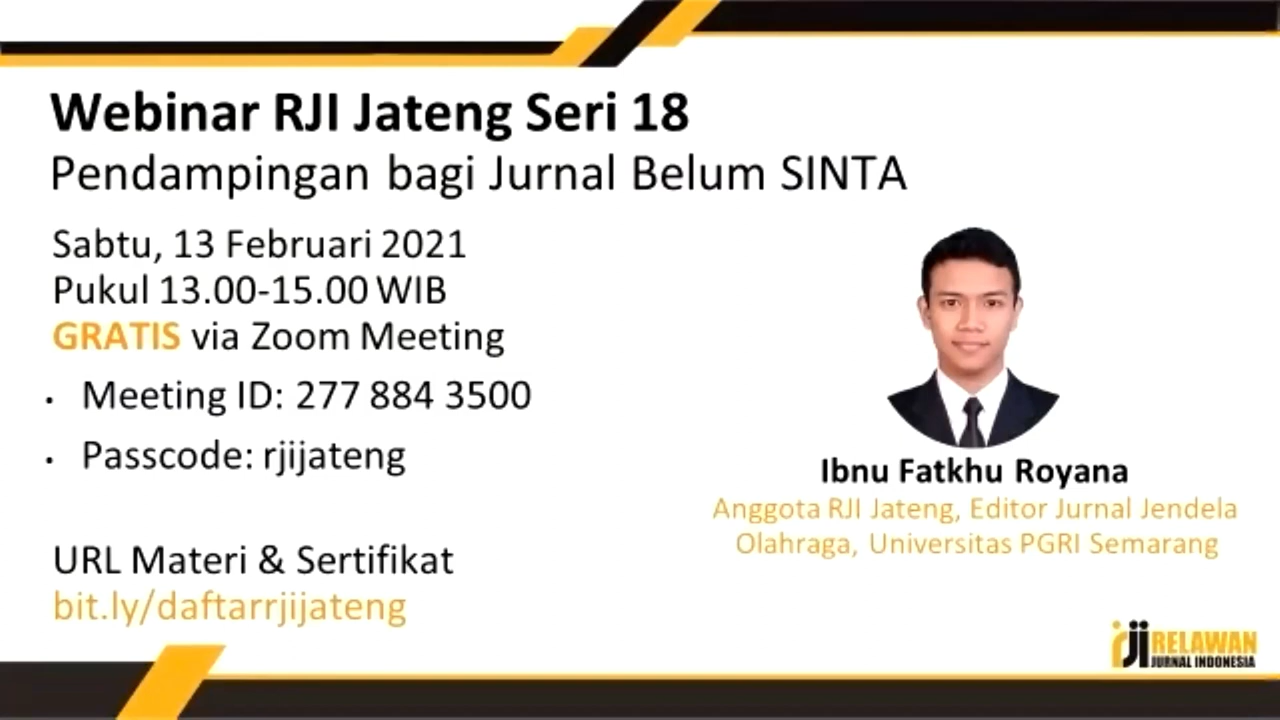 Webinar RJI Jateng Seri 18
Pendampingan bagi Jurnal Belum SINTA
Sabtu, 13 Februari 2021
Pukul 13.00-15.00 WIB
GRATIS via Zoom Meeting
• Meeting ID: 277 884 3500
• Passcode: rjijateng
URL Materi & Sertifikat
bit.ly/daftarrjijateng
Ibnu Fatkhu Royana
Anggota RJI Jateng, Editor Jurnal Jendela
Olahraga, Universitas PGRI Semarang
rji RELAWAN
JURNAL INDONESIA